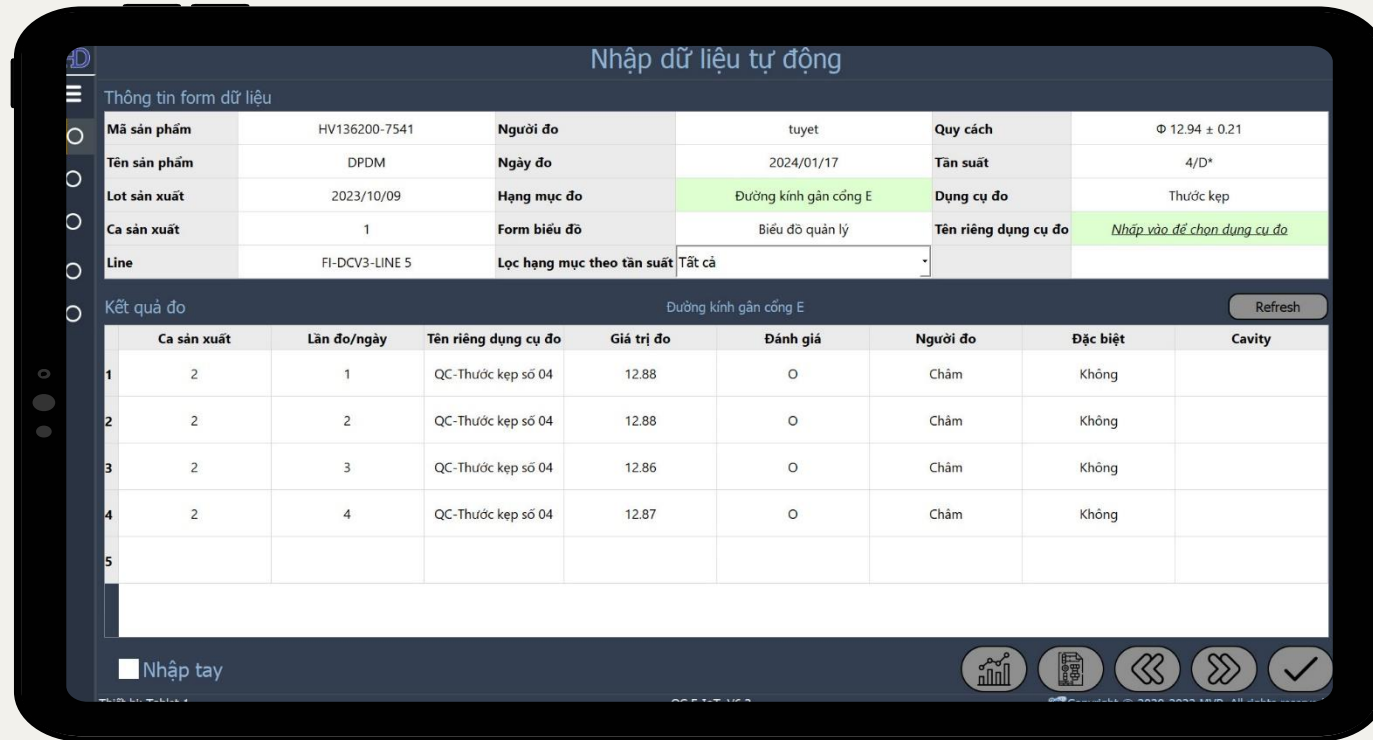 Nhập dữ liệu tự động
Thông tin form dữ liệu
Mã sản phẩm HV136200-7541 Người đo tuyet Quy cách Φ 12.94 ± 0.21
Tên sản phẩm DPDM Ngày đo 2024/01/17 Tần suất 4/D*
Lot sản xuất 2023/10/09 Hạng mục đo Đường kính gân cổng E Dụng cụ đo Thước kẹp
Ca sản xuất 1 Form biểu đồ Biểu đồ quản lý Tên riêng dụng cụ đo Nhấp vào để chọn dụng cụ đo
Line FI-DCV3-LINE 5 Lọc hạng mục theo tần suất Tất cả
Kết quả đo Đường kính gân cổng E Refresh
Ca sản xuất Lần đo/ngày Tên riêng dụng cụ đo Giá trị đo Đánh giá Người đo Đặc biệt Cavity
1 2 1 QC-Thước kẹp số 04 12.88 O Châm Không
2 2 2 QC-Thước kẹp số 04 12.88 O Châm Không
3 2 3 QC-Thước kẹp số 04 12.86 O Châm Không
4 2 4 QC-Thước kẹp số 04 12.87 O Châm Không
5
Nhập tay